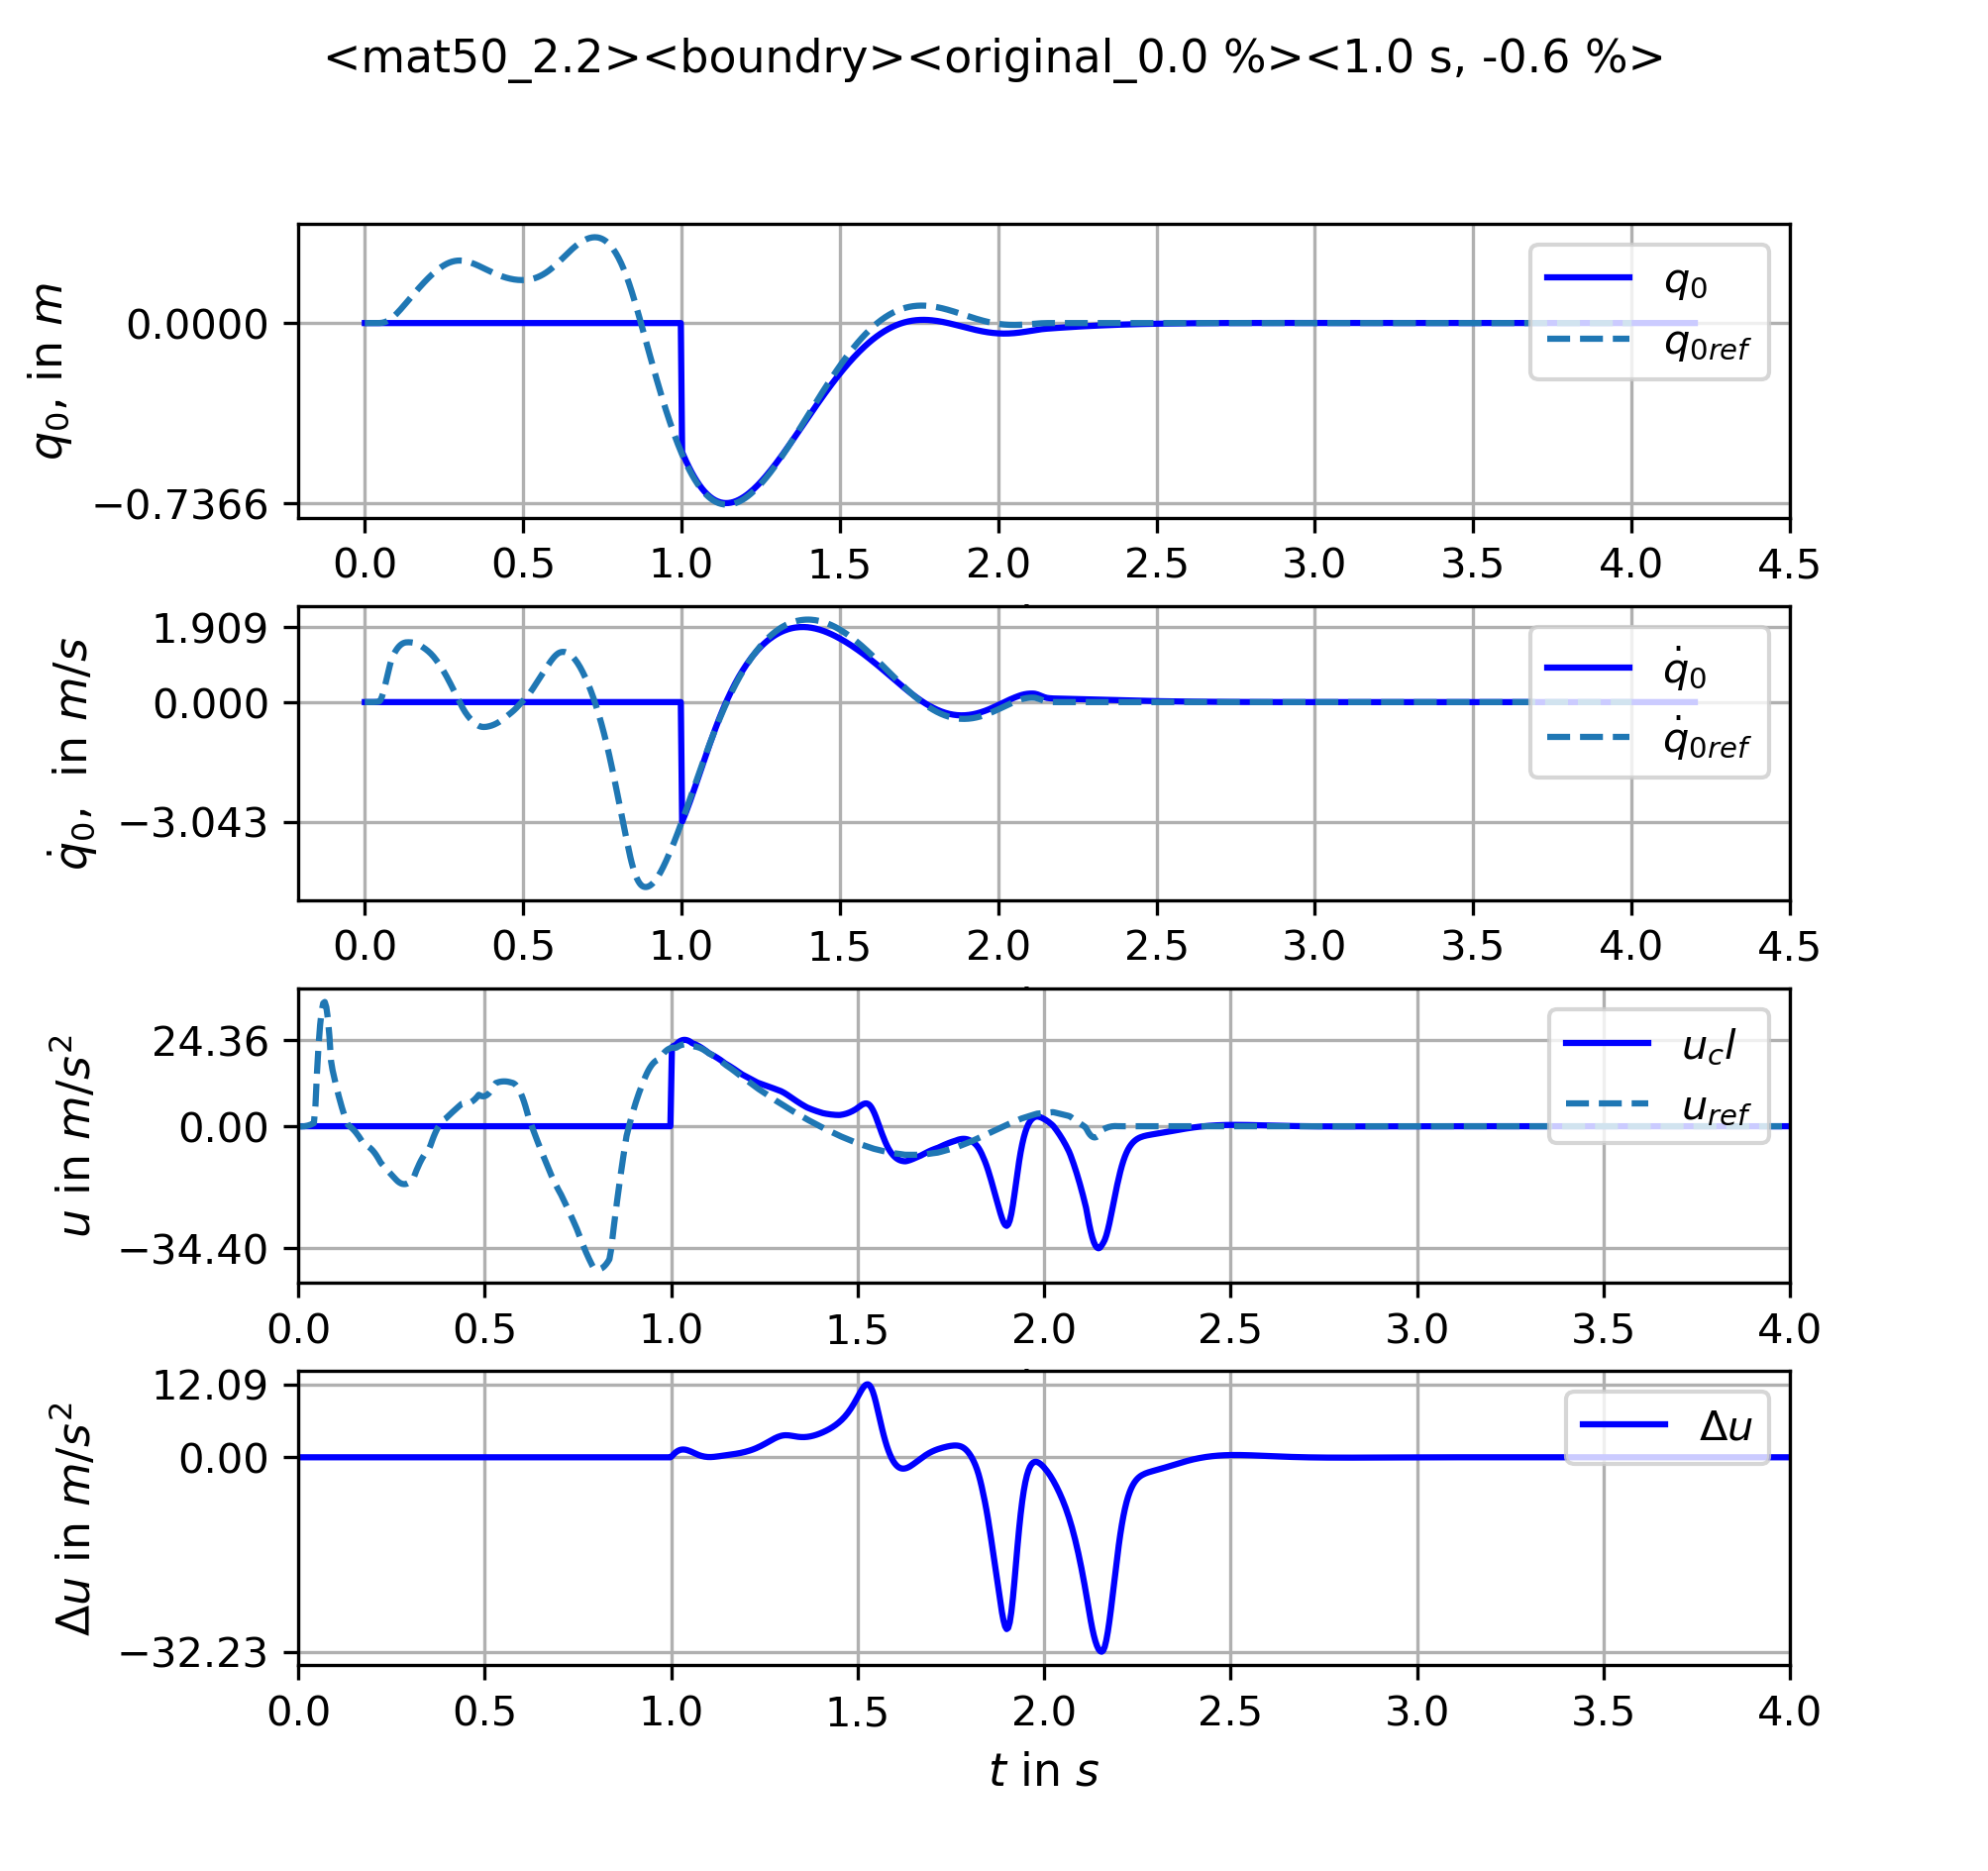 <mat50_2.2><boundry><original_0.0 %><1.0 s, -0.6 %>
q₀, in m
0.0000
−0.7366
q₀
q₀ref
0.0 0.5 1.0 1.5 2.0 2.5 3.0 3.5 4.0 4.5
q̇₀, in m/s
1.909
0.000
−3.043
q̇₀
q̇₀ref
0.0 0.5 1.0 1.5 2.0 2.5 3.0 3.5 4.0 4.5
u in m/s²
24.36
0.00
−34.40
u_cl
u_ref
0.0 0.5 1.0 1.5 2.0 2.5 3.0 3.5 4.0
Δu in m/s²
12.09
0.00
−32.23
Δu
0.0 0.5 1.0 1.5 2.0 2.5 3.0 3.5 4.0
t in s